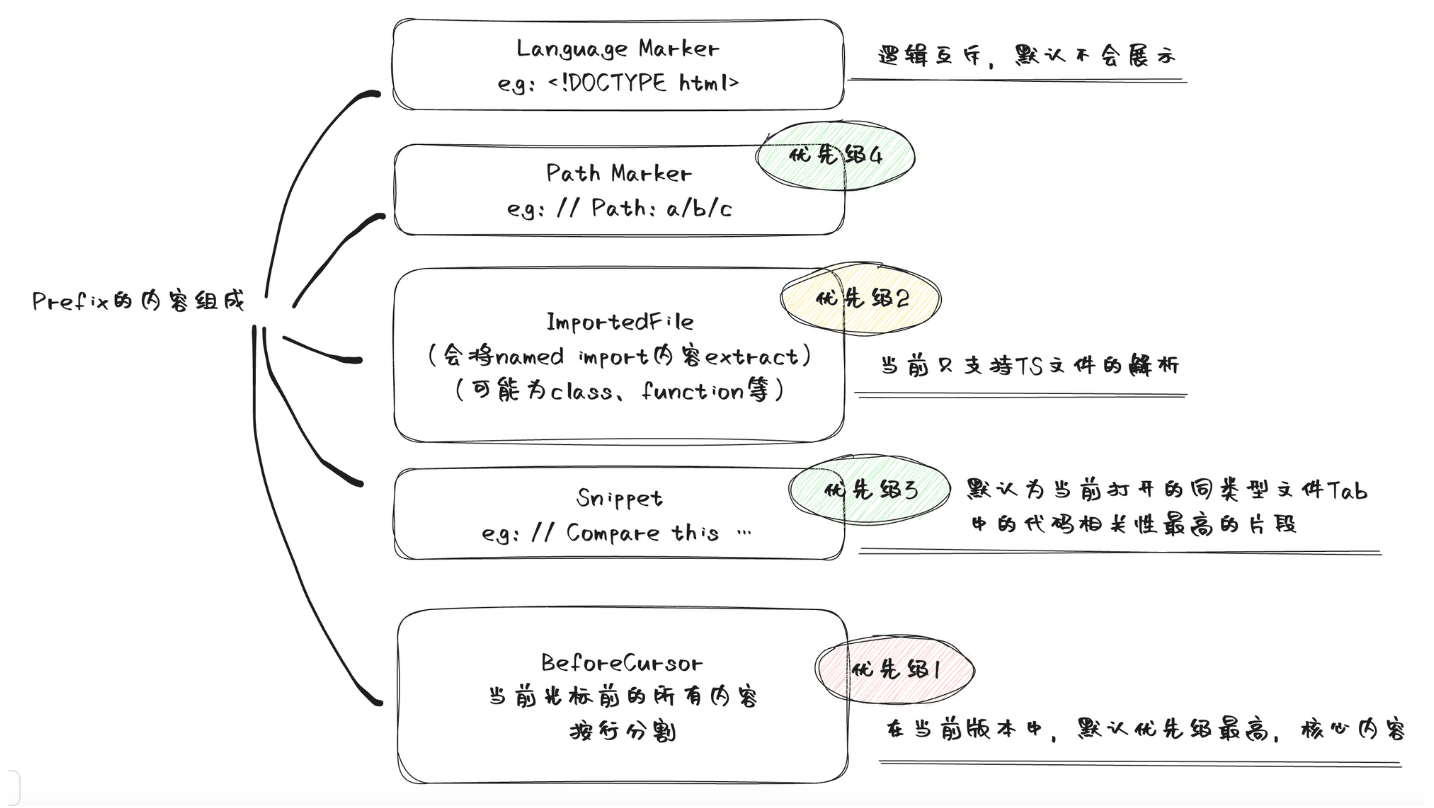 Language Marker
eg: <!DOCTYPE html>
逻辑互斥，默认不会展示
优先级4
Path Marker
eg: // Path: a/b/c
Prefix的内容组成
优先级2
ImportedFile
（会将named import内容extract）
（可能为class、function等）
当前只支持TS文件的解析
优先级3
Snippet
eg: // Compare this …
默认为当前打开的同类型文件Tab
中的代码相关性最高的片段
优先级1
BeforeCursor
当前光标前的所有内容
按行分割
在当前版本中，默认优先级最高，核心内容